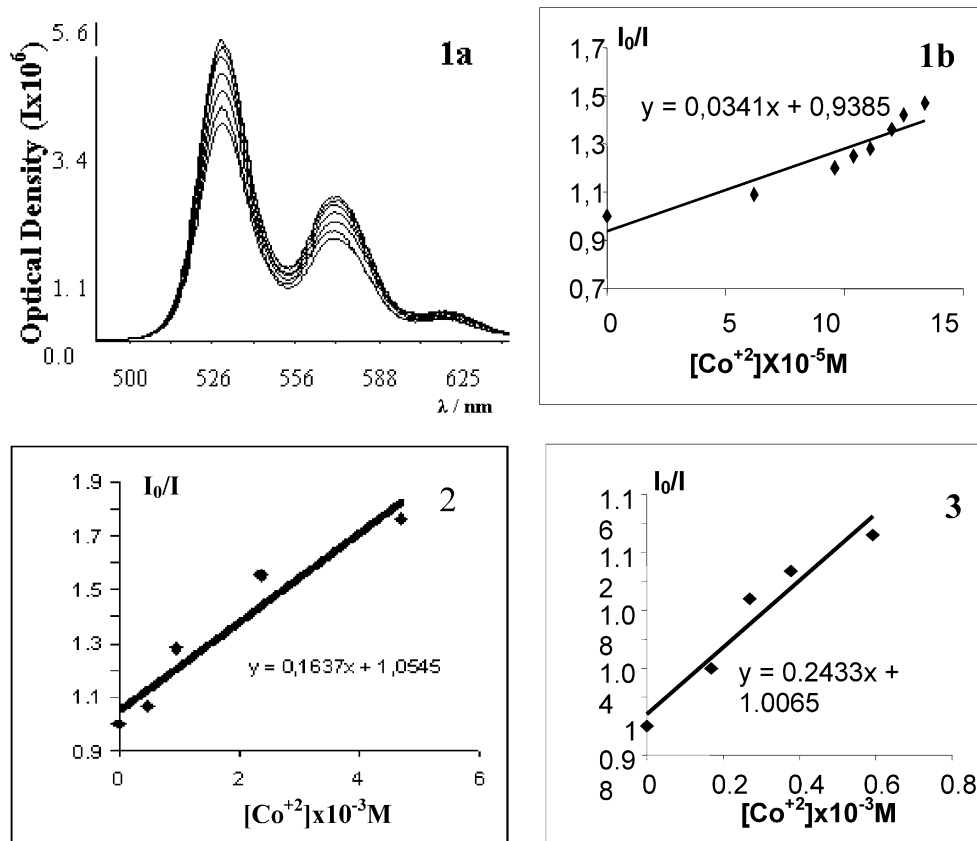 1a
Optical Density (Ix10⁶)
5.6
3.4
1.1
0.0
500 526 556 588 625
λ / nm
1b
I₀/I
1,7
1,5
1,3
1,1
0,9
0,7
y = 0,0341x + 0,9385
0 5 10 15
[Co⁺²]X10⁻⁵M
2
I₀/I
1.9
1.7
1.5
1.3
1.1
0.9
y = 0,1637x + 1,0545
0 2 4 6
[Co⁺²]x10⁻³M
3
I₀/I
1.1
6
1.1
2
1.0
8
1.0
4
1
0.9
8
y = 0.2433x +
1.0065
0 0.2 0.4 0.6 0.8
[Co⁺²]x10⁻³M